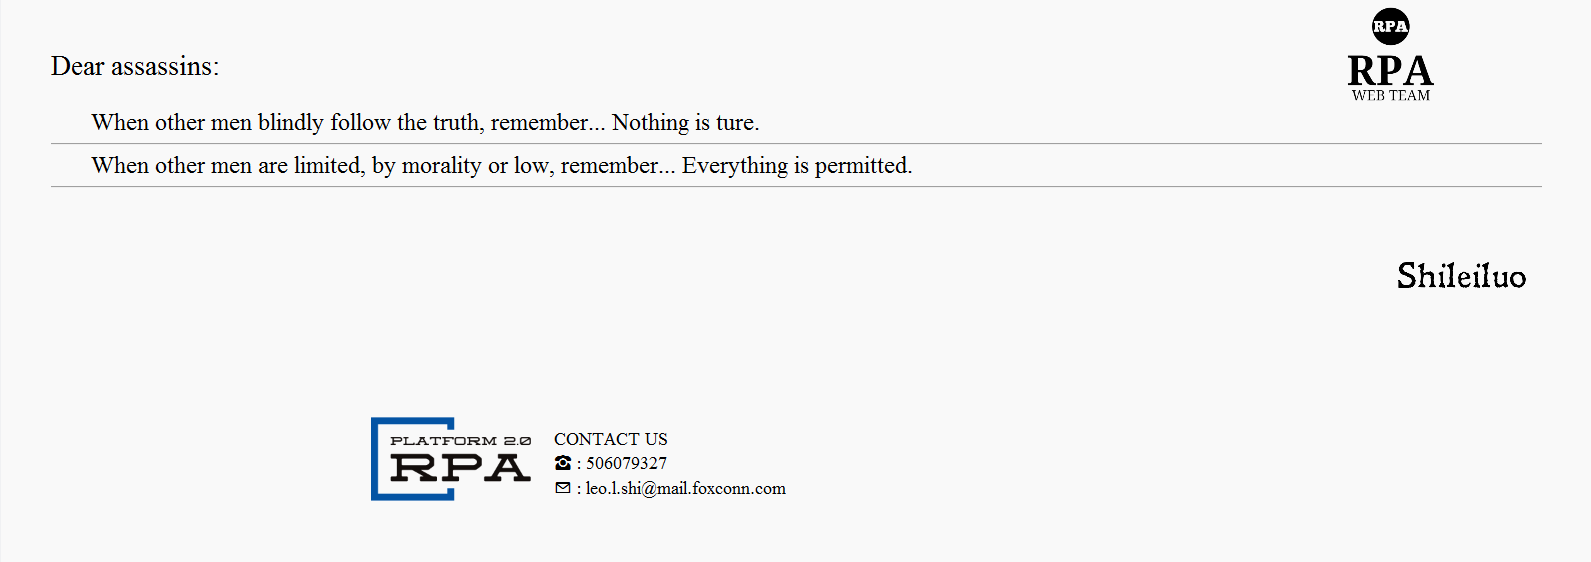 RPA
RPA
WEB TEAM
Dear assassins:
When other men blindly follow the truth, remember... Nothing is ture.
When other men are limited, by morality or low, remember... Everything is permitted.
Shileiluo
PLATFORM 2.0
RPA
CONTACT US
☎ : 506079327
✉ : leo.l.shi@mail.foxconn.com